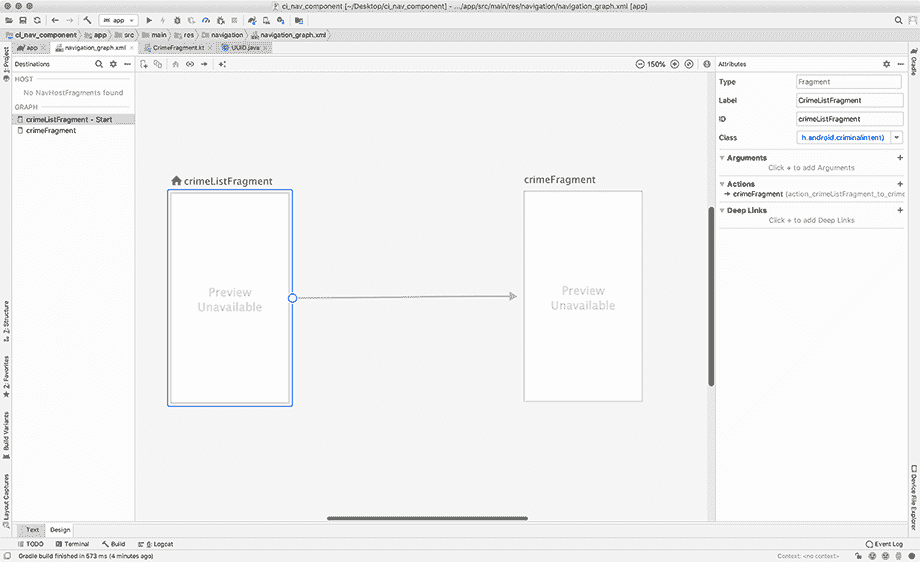 ci_nav_component [~/Desktop/ci_nav_component] - .../app/src/main/res/navigation/navigation_graph.xml [app]
app
ci_nav_component app src main res navigation navigation_graph.xml
app navigation_graph.xml CrimeFragment.kt UUID.java
Destinations
150%
Attributes
HOST
No NavHostFragments found
GRAPH
crimeListFragment - Start
crimeFragment
crimeListFragment
Preview
Unavailable
crimeFragment
Preview
Unavailable
Type Fragment
Label CrimeListFragment
ID crimeListFragment
Class h.android.criminalintent)
Arguments
Click + to add Arguments
Actions
crimeFragment (action_crimeListFragment_to_crime
Deep Links
Click + to add Deep Links
1: Project
Z: Structure
2: Favorites
Build Variants
Layout Captures
Gradle
Device File Explorer
Text Design
TODO Terminal Build 6: Logcat Event Log
Gradle build finished in 573 ms (4 minutes ago) Context: <no context>